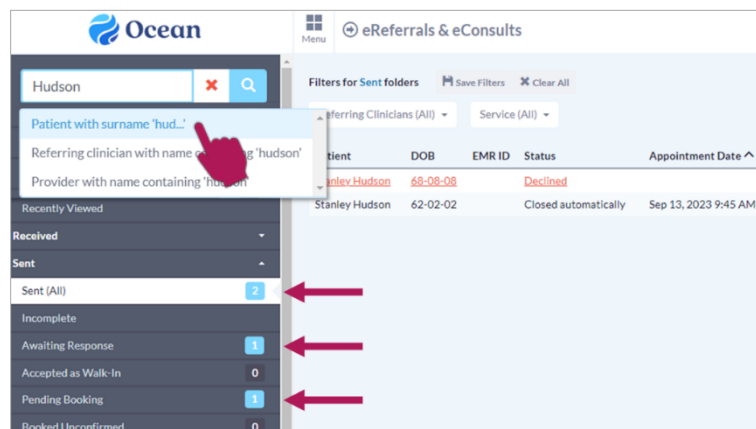 Ocean
Menu
eReferrals & eConsults
Hudson
Filters for Sent folders Save Filters Clear All
Patient with surname 'hud...'
Referring clinician with name 'hudson'
Provider with name containing
Clinicians (All) Service (All)
DOB EMR ID Status Appointment Date
Stanley Hudson 68-08-08 Declined
Stanley Hudson 62-02-02 Closed automatically Sep 13, 2023 9:45 AM
Recently Viewed
Received
Sent
Sent (All) 2
Incomplete
Awaiting Response 1
Accepted as Walk-In 0
Pending Booking 1
Booked Unconfirmed 0